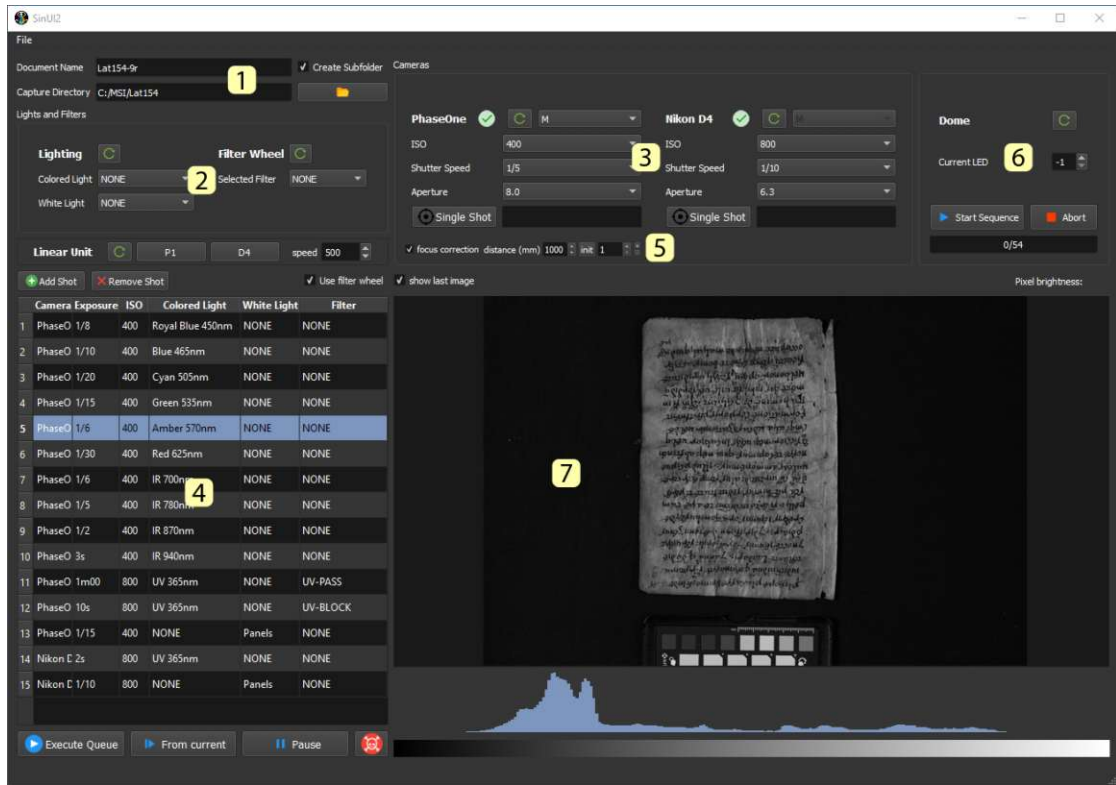 SinUI2
File
Document Name Lat154-9r Create Subfolder
Capture Directory C:/MSI/Lat154
1
Lights and Filters
Lighting Filter Wheel
Colored Light NONE Selected Filter NONE
White Light NONE
2
Linear Unit P1 D4 speed 500
Cameras
PhaseOne M
ISO 400
Shutter Speed 1/5
Aperture 8.0
Single Shot
3
Nikon D4 M
ISO 800
Shutter Speed 1/10
Aperture 6.3
Single Shot
focus correction distance (mm) 1000 init 1
5
Dome
Current LED -1
6
Start Sequence Abort
0/54
Add Shot Remove Shot Use filter wheel
show last image Pixel brightness:
Camera Exposure ISO Colored Light White Light Filter
1 PhaseO 1/8 400 Royal Blue 450nm NONE NONE
2 PhaseO 1/10 400 Blue 465nm NONE NONE
3 PhaseO 1/20 400 Cyan 505nm NONE NONE
4 PhaseO 1/15 400 Green 535nm NONE NONE
5 PhaseO 1/6 400 Amber 570nm NONE NONE
6 PhaseO 1/30 400 Red 625nm NONE NONE
7 PhaseO 1/6 400 IR 700nm NONE NONE
4
8 PhaseO 1/5 400 IR 780nm NONE NONE
9 PhaseO 1/2 400 IR 870nm NONE NONE
10 PhaseO 3s 400 IR 940nm NONE NONE
11 PhaseO 1m00 800 UV 365nm NONE UV-PASS
12 PhaseO 10s 800 UV 365nm NONE UV-BLOCK
13 PhaseO 1/15 400 NONE Panels NONE
14 Nikon D 2s 800 UV 365nm NONE NONE
15 Nikon D 1/10 800 NONE Panels NONE
7
Execute Queue From current Pause